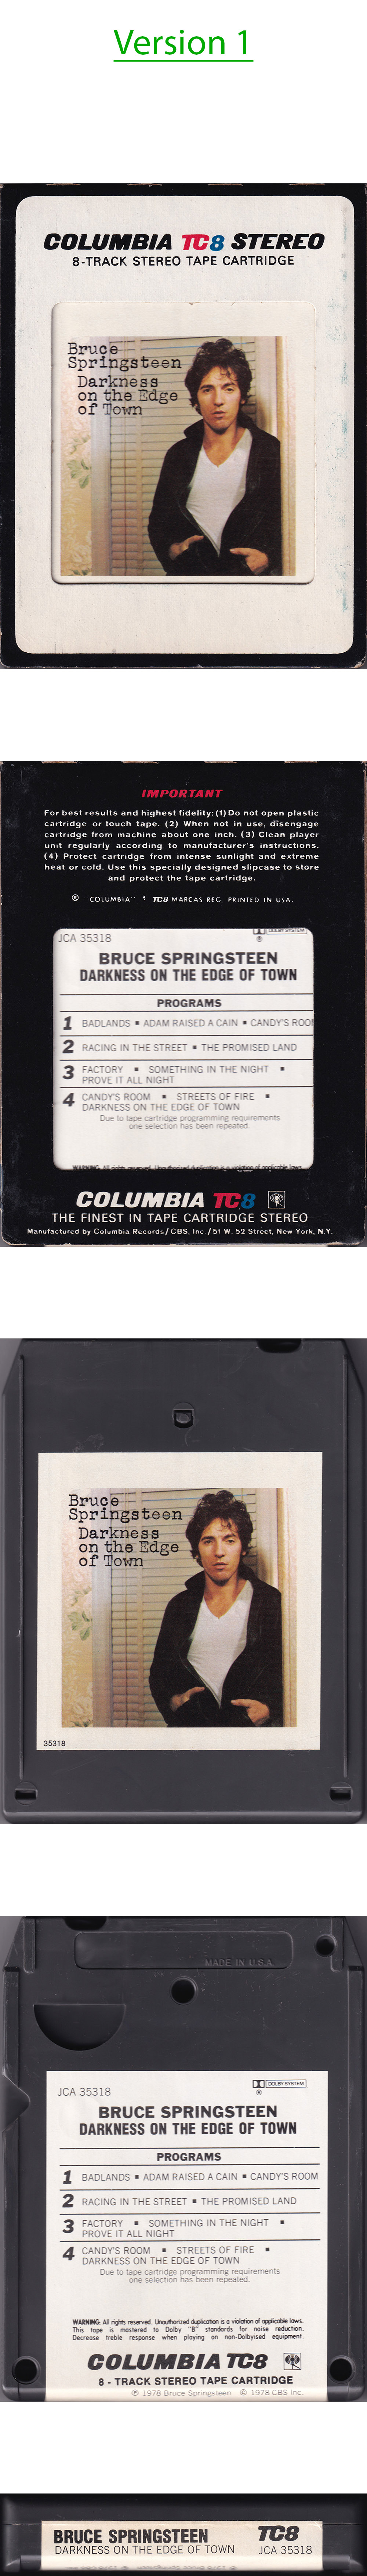 Version 1
COLUMBIA TC8 STEREO
8-TRACK STEREO TAPE CARTRIDGE
Bruce
Springsteen
Darkness
on the Edge
of Town
IMPORTANT
For best results and highest fidelity: (1) Do not open plastic
cartridge or touch tape. (2) When not in use, disengage
cartridge from machine about one inch. (3) Clean player
unit regularly according to manufacturer's instructions.
(4) Protect cartridge from intense sunlight and extreme
heat or cold. Use this specially designed slipcase to store
and protect the tape cartridge.
® "COLUMBIA" TC8 MARCAS REG. PRINTED IN USA.
DOLBY SYSTEM
JCA 35318 ®
BRUCE SPRINGSTEEN
DARKNESS ON THE EDGE OF TOWN
PROGRAMS
1 BADLANDS ■ ADAM RAISED A CAIN ■ CANDY'S ROOM
2 RACING IN THE STREET ■ THE PROMISED LAND
3 FACTORY ■ SOMETHING IN THE NIGHT ■
PROVE IT ALL NIGHT
4 CANDY'S ROOM ■ STREETS OF FIRE ■
DARKNESS ON THE EDGE OF TOWN
Due to tape cartridge programming requirements
one selection has been repeated.
WARNING: All rights reserved. Unauthorized duplication is a violation of applicable laws.
COLUMBIA TC8
THE FINEST IN TAPE CARTRIDGE STEREO
Manufactured by Columbia Records/CBS, Inc./51 W. 52 Street, New York, N.Y.
Bruce
Springsteen
Darkness
on the Edge
of Town
35318
MADE IN U.S.A.
DOLBY SYSTEM
JCA 35318 ®
BRUCE SPRINGSTEEN
DARKNESS ON THE EDGE OF TOWN
PROGRAMS
1 BADLANDS ■ ADAM RAISED A CAIN ■ CANDY'S ROOM
2 RACING IN THE STREET ■ THE PROMISED LAND
3 FACTORY ■ SOMETHING IN THE NIGHT ■
PROVE IT ALL NIGHT
4 CANDY'S ROOM ■ STREETS OF FIRE ■
DARKNESS ON THE EDGE OF TOWN
Due to tape cartridge programming requirements
one selection has been repeated.
WARNING: All rights reserved. Unauthorized duplication is a violation of applicable laws.
This tape is mastered to Dolby "B" standards for noise reduction.
Decrease treble response when playing on non-Dolbyised equipment.
COLUMBIA TC8
8 - TRACK STEREO TAPE CARTRIDGE
℗ 1978 Bruce Springsteen © 1978 CBS Inc.
BRUCE SPRINGSTEEN TC8
DARKNESS ON THE EDGE OF TOWN JCA 35318